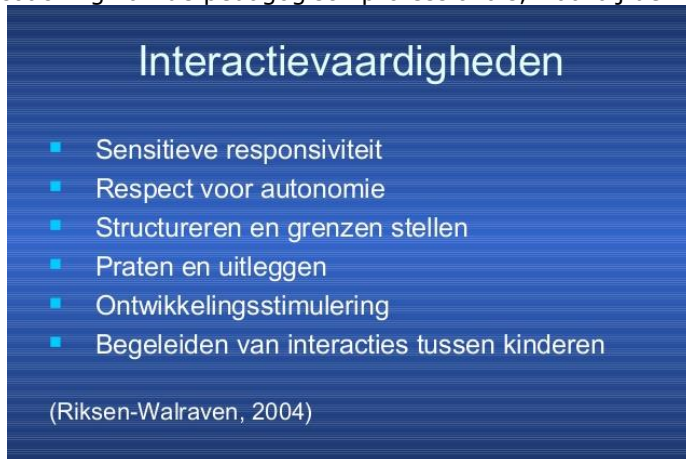 Interactievaardigheden
Sensitieve responsiviteit
Respect voor autonomie
Structureren en grenzen stellen
Praten en uitleggen
Ontwikkelingsstimulering
Begeleiden van interacties tussen kinderen
(Riksen-Walraven, 2004)